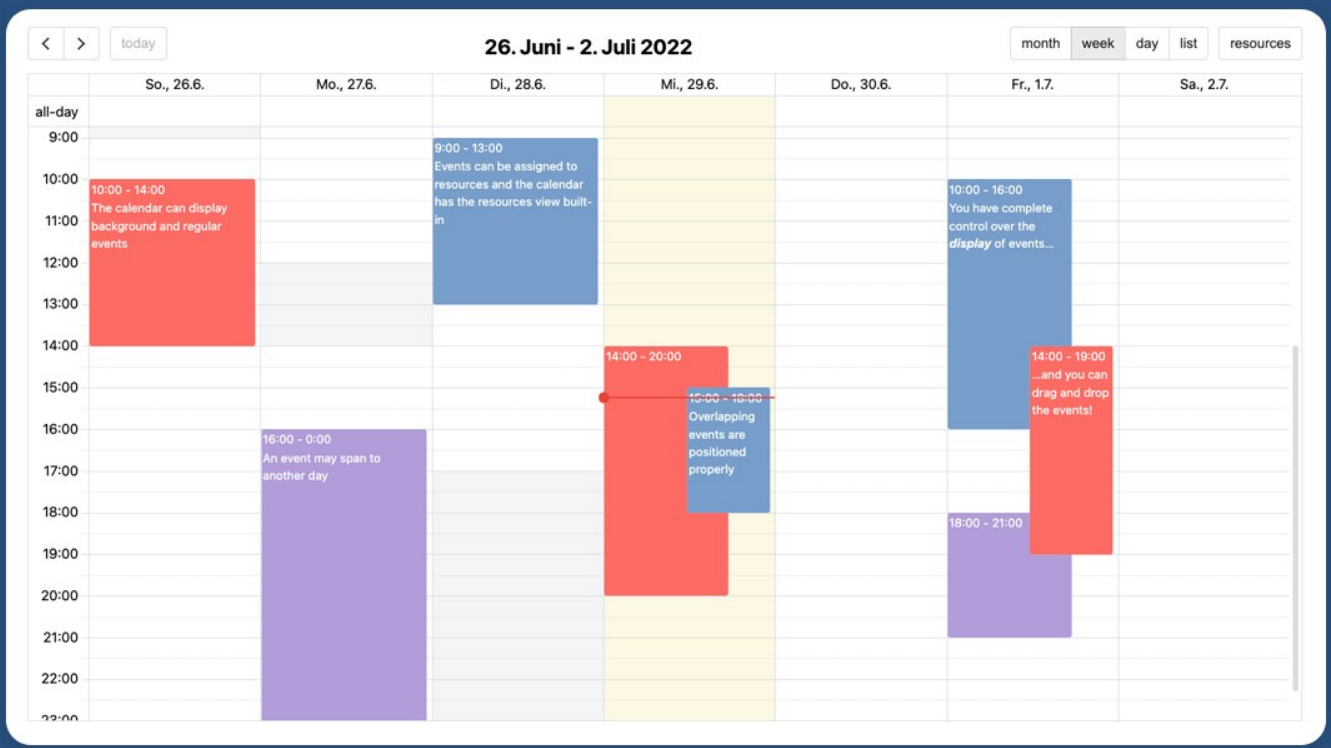 today
26. Juni - 2. Juli 2022
month week day list resources
So., 26.6. Mo., 27.6. Di., 28.6. Mi., 29.6. Do., 30.6. Fr., 1.7. Sa., 2.7.
all-day
9:00
10:00
11:00
12:00
13:00
14:00
15:00
16:00
17:00
18:00
19:00
20:00
21:00
22:00
23:00
10:00 - 14:00
The calendar can display
background and regular
events
16:00 - 0:00
An event may span to
another day
9:00 - 13:00
Events can be assigned to
resources and the calendar
has the resources view built-
in
14:00 - 20:00
15:00 - 18:00
Overlapping
events are
positioned
properly
10:00 - 16:00
You have complete
control over the
display of events...
14:00 - 19:00
...and you can
drag and drop
the events!
18:00 - 21:00